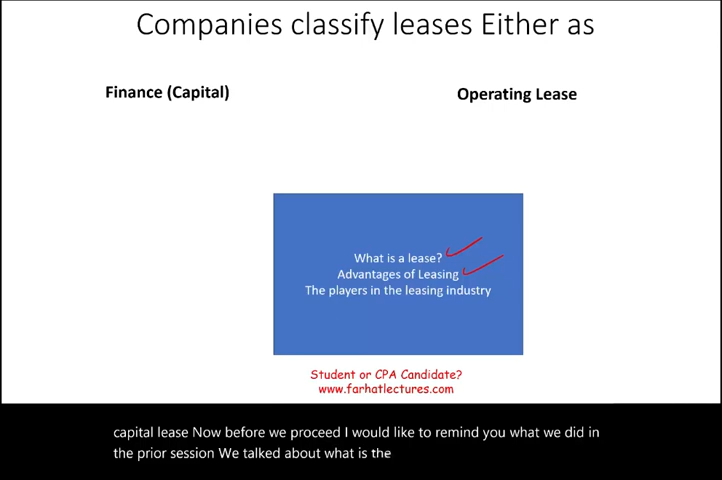 Companies classify leases Either as
Finance (Capital)
Operating Lease
What is a lease?
Advantages of Leasing
The players in the leasing industry
Student or CPA Candidate?
www.farhatlectures.com
capital lease Now before we proceed I would like to remind you what we did in
the prior session We talked about what is the